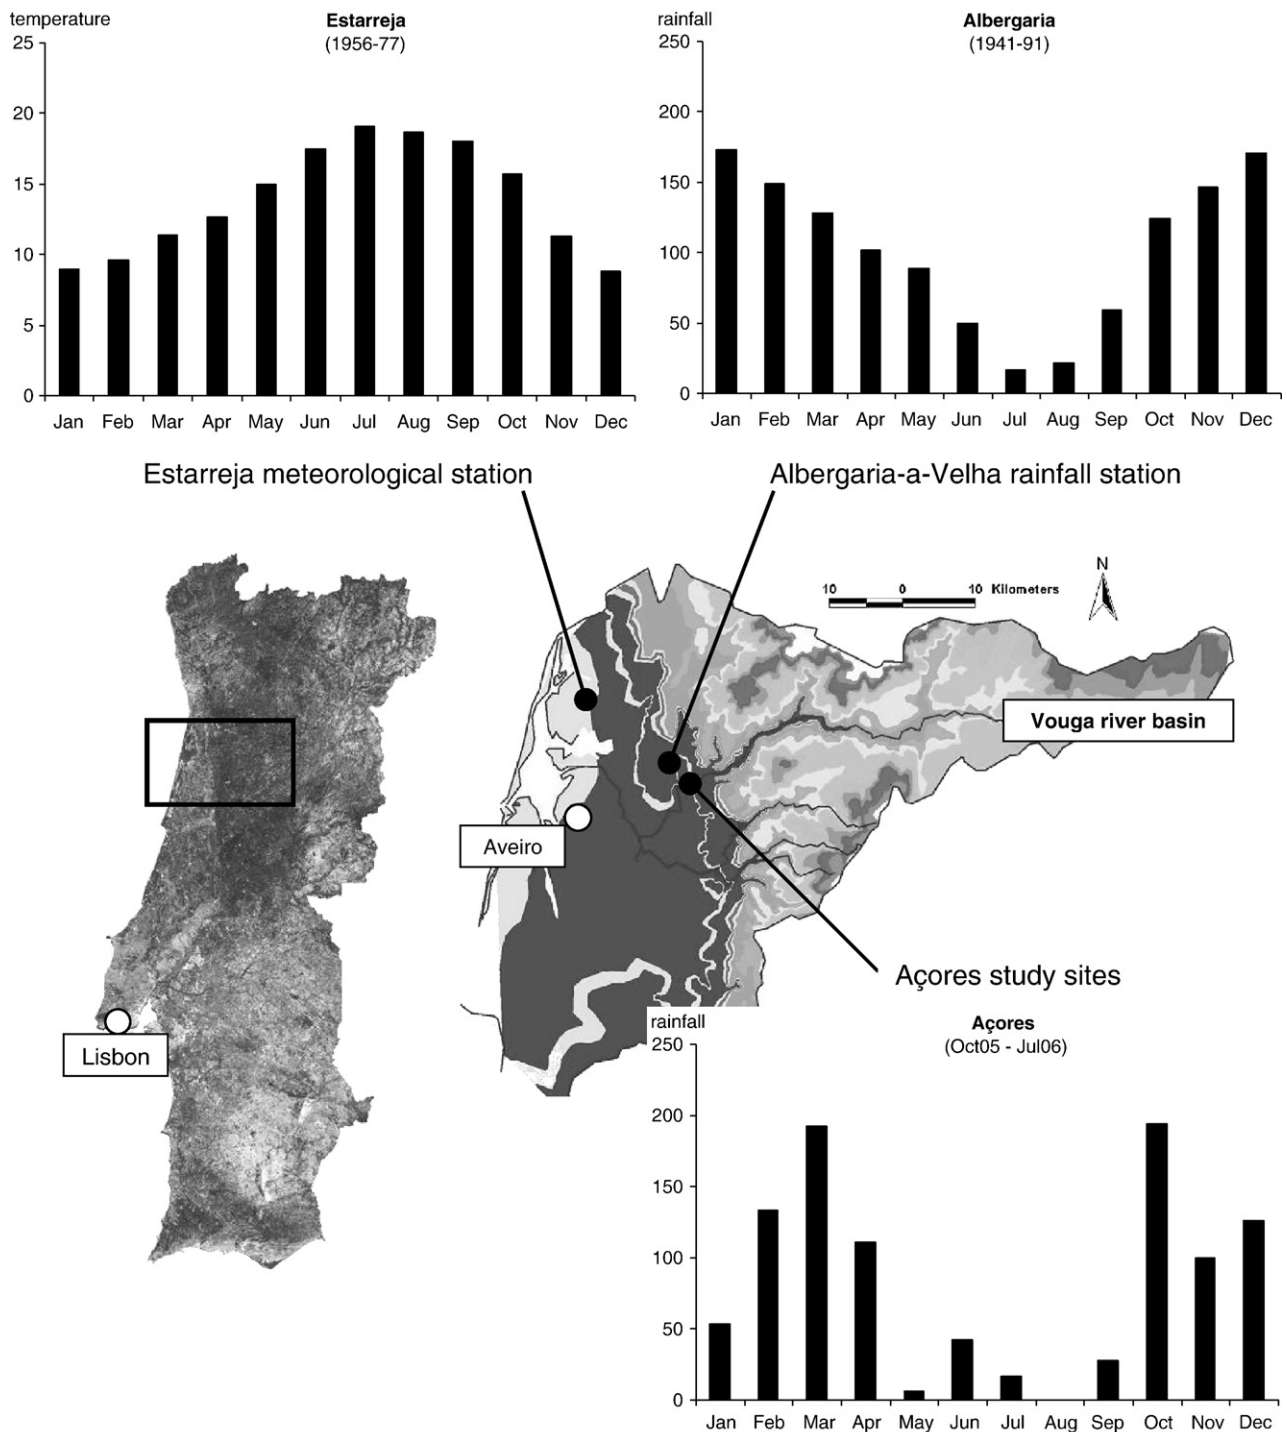 temperature
Estarreja
(1956-77)
25
20
15
10
5
0
Jan Feb Mar Apr May Jun Jul Aug Sep Oct Nov Dec
rainfall
Albergaria
(1941-91)
250
200
150
100
50
0
Jan Feb Mar Apr May Jun Jul Aug Sep Oct Nov Dec
Estarreja meteorological station
Albergaria-a-Velha rainfall station
10 0 10 Kilometers
N
Vouga river basin
Aveiro
Lisbon
Açores study sites
rainfall
Açores
(Oct05 - Jul06)
250
200
150
100
50
0
Jan Feb Mar Apr May Jun Jul Aug Sep Oct Nov Dec